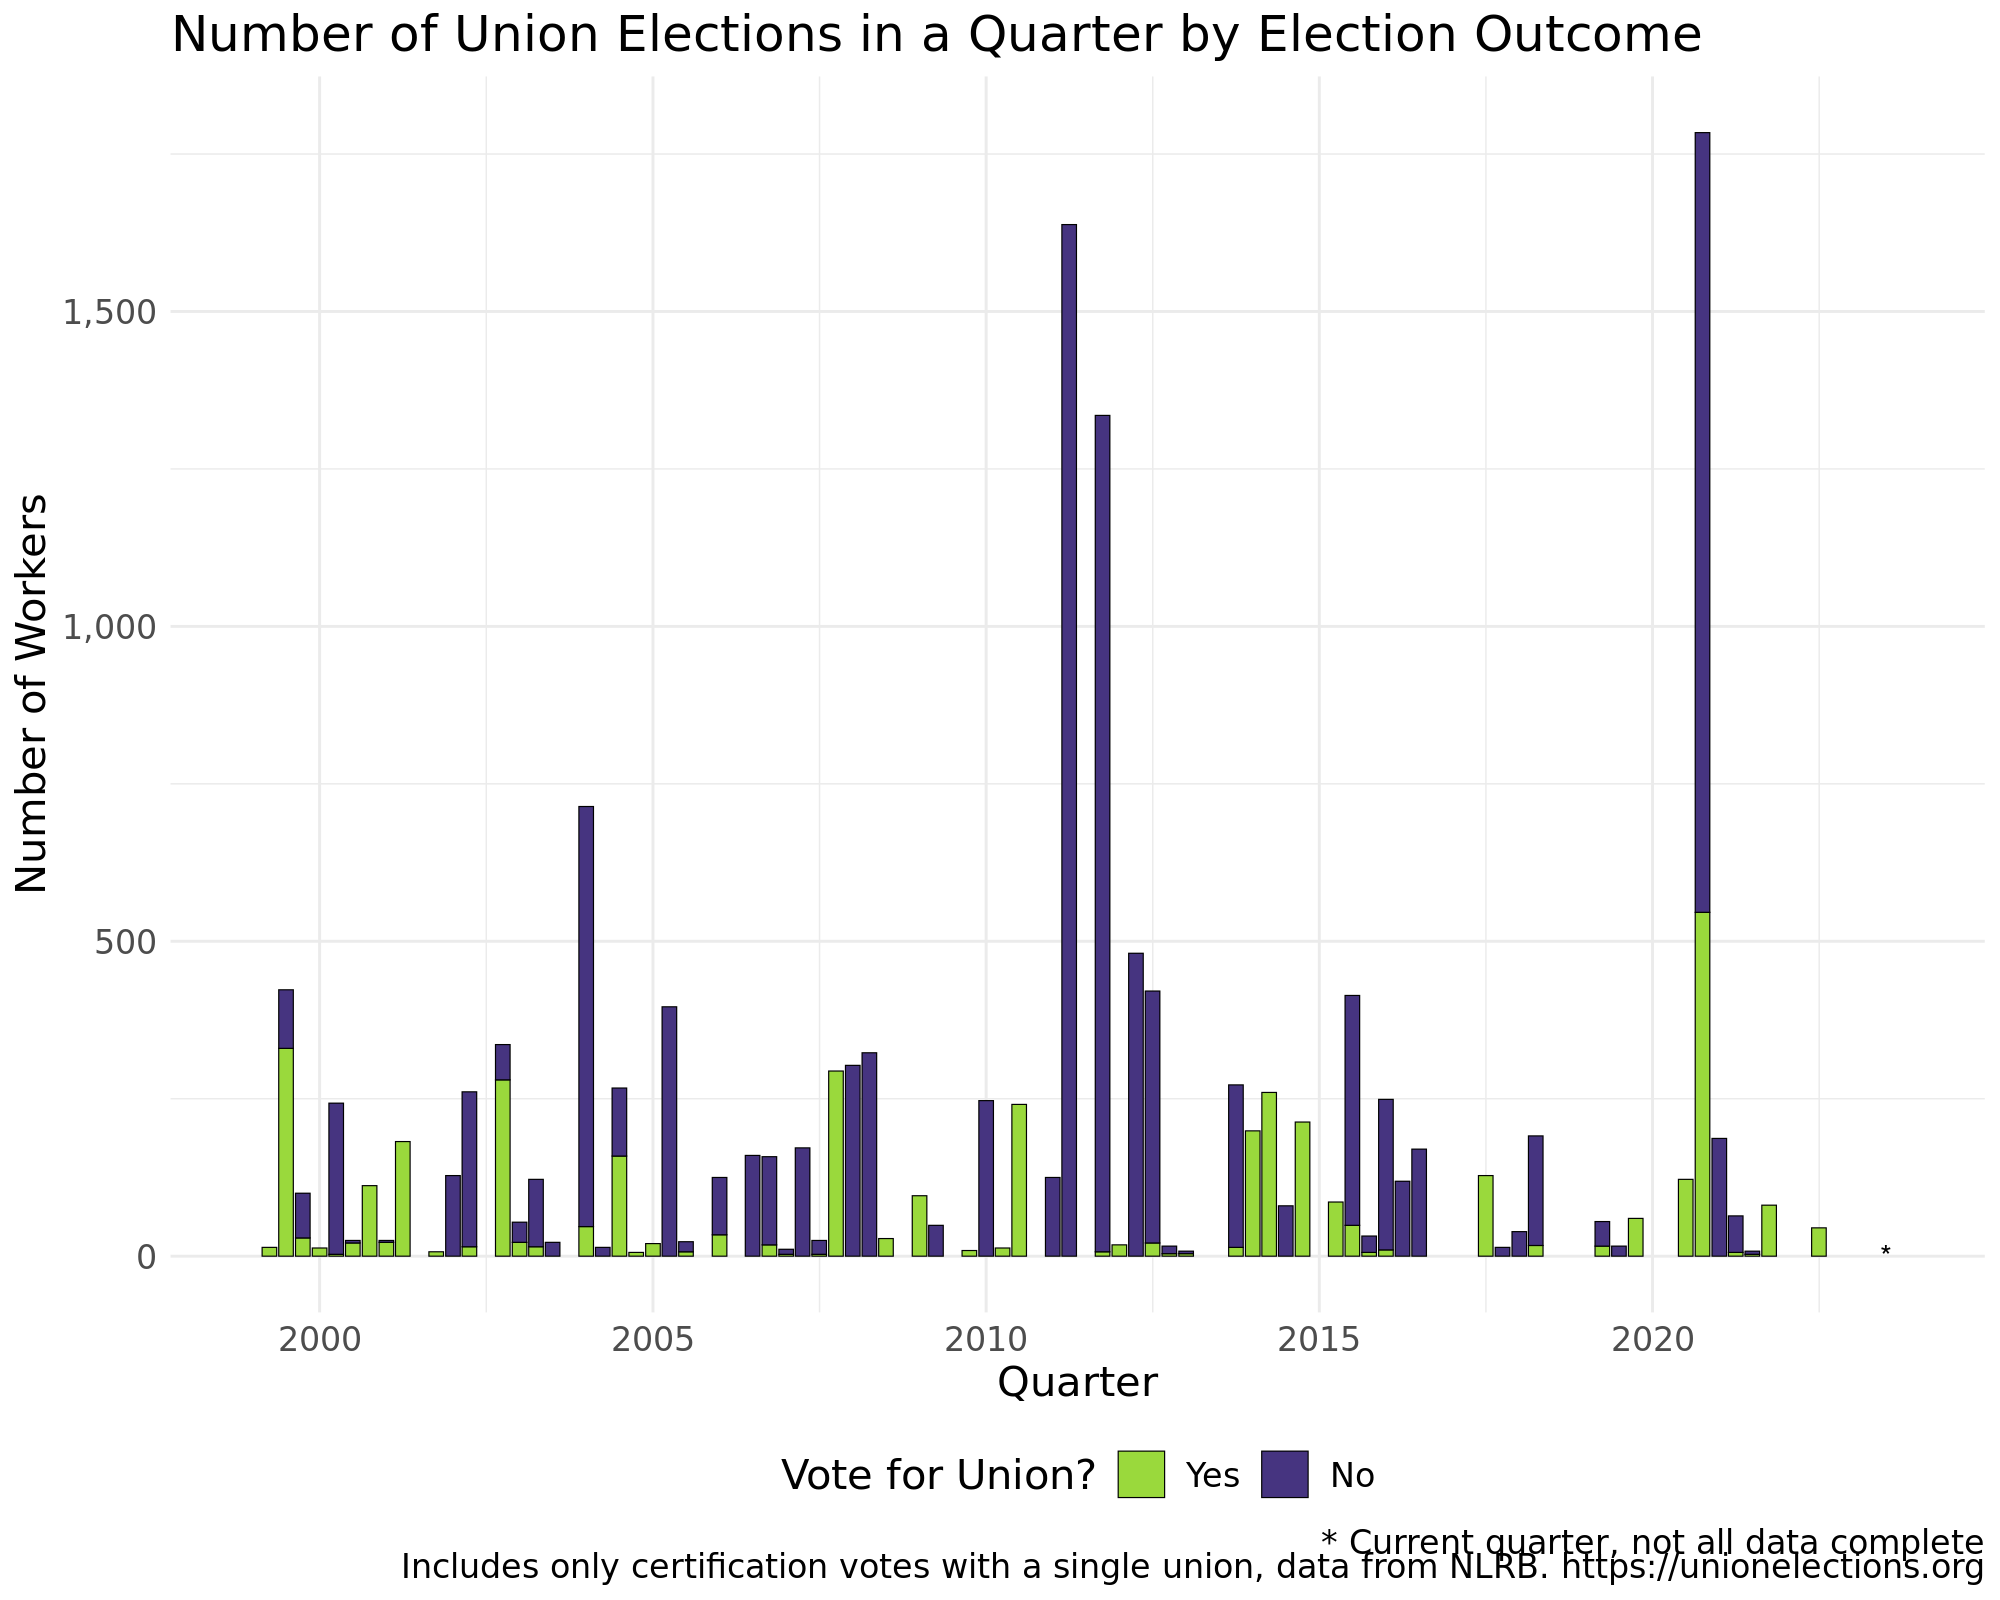 Number of Union Elections in a Quarter by Election Outcome
Number of Workers
1,500
1,000
500
0
*
2000 2005 2010 2015 2020
Quarter
Vote for Union? Yes No
* Current quarter, not all data complete
Includes only certification votes with a single union, data from NLRB. https://unionelections.org